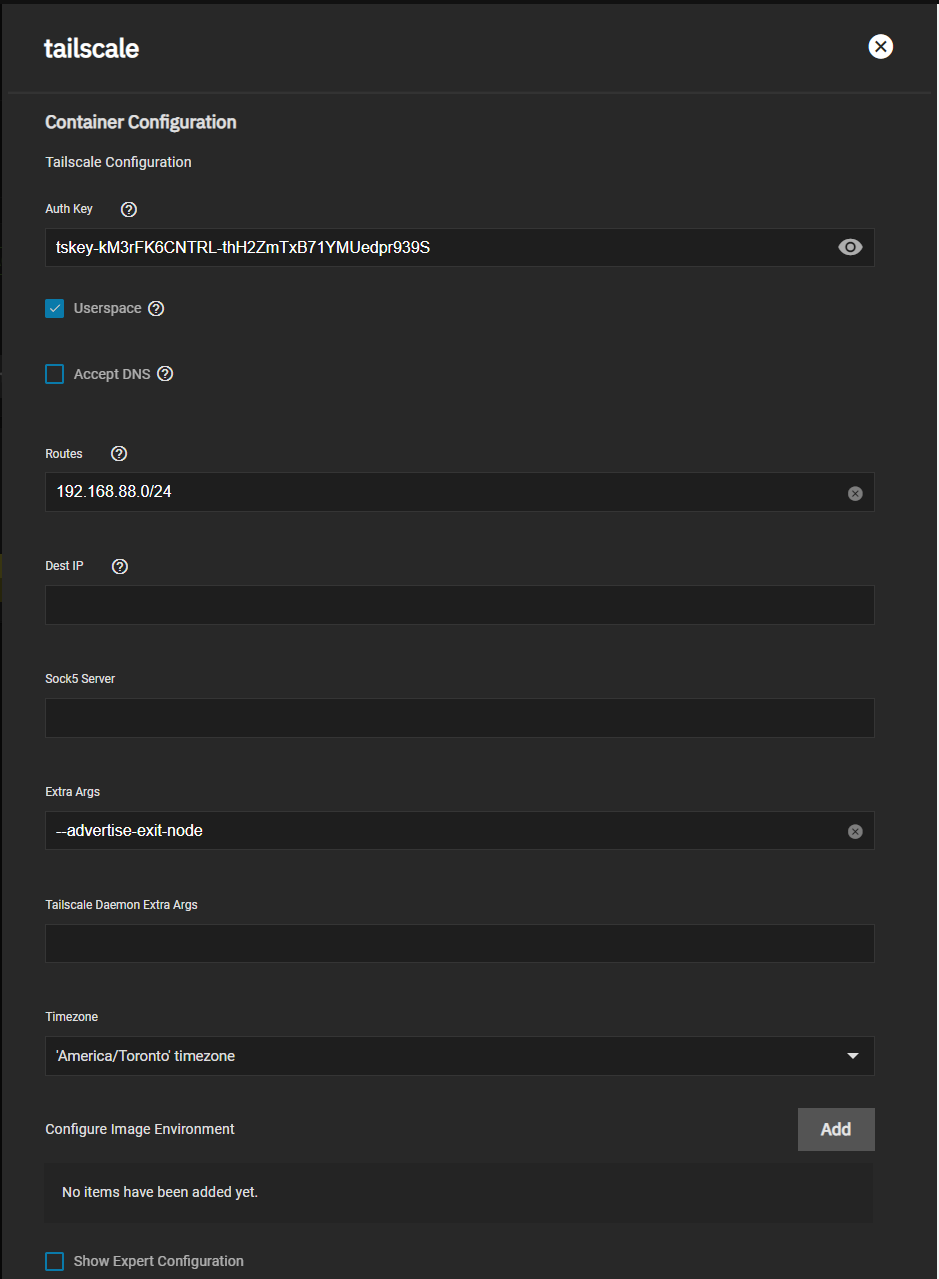 tailscale
Container Configuration
Tailscale Configuration
Auth Key
tskey-kM3rFK6CNTRL-thH2ZmTxB71YMUedpr939S
Userspace
Accept DNS
Routes
192.168.88.0/24
Dest IP
Sock5 Server
Extra Args
--advertise-exit-node
Tailscale Daemon Extra Args
Timezone
'America/Toronto' timezone
Configure Image Environment
Add
No items have been added yet.
Show Expert Configuration